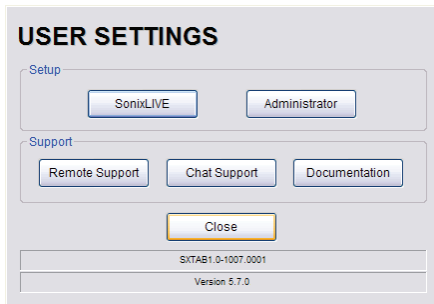 USER SETTINGS
Setup
SonixLIVE Administrator
Support
Remote Support Chat Support Documentation
Close
SXTAB1.0-1007.0001
Version 5.7.0